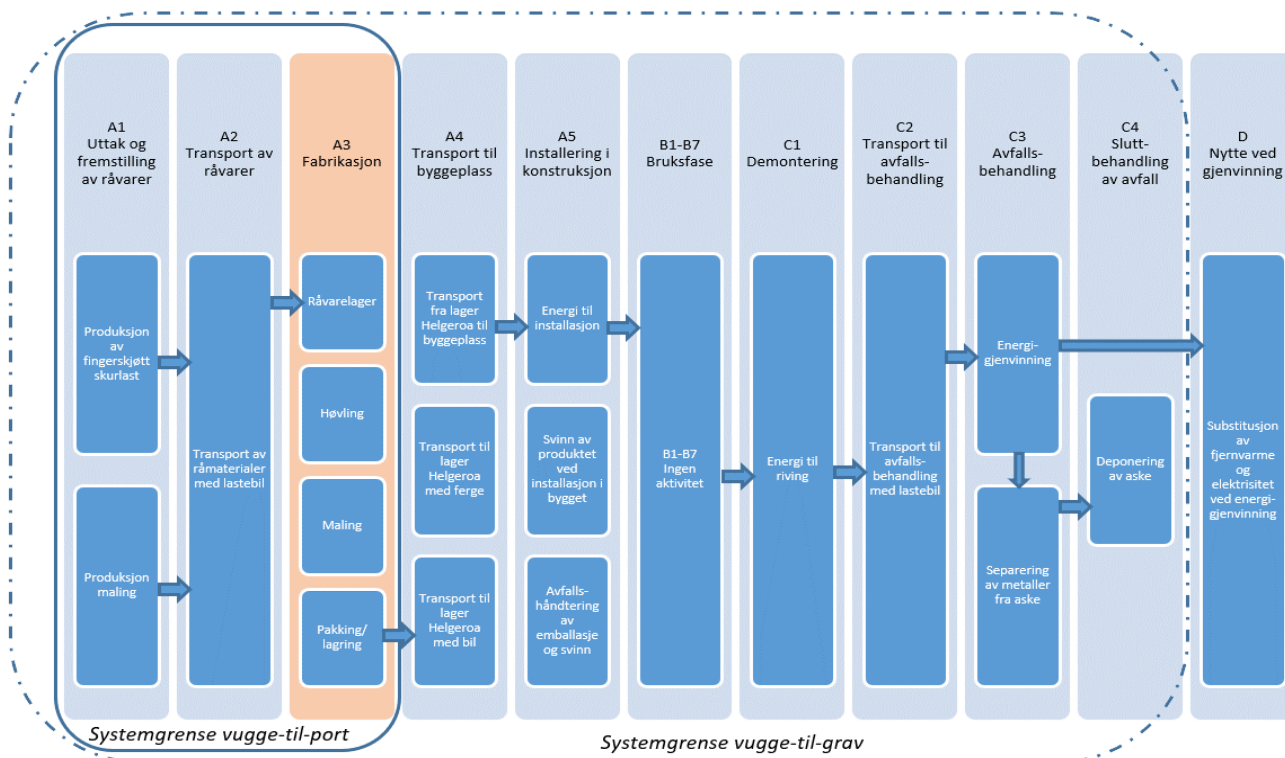 A1
Uttak og
fremstilling
av råvarer
A2
Transport av
råvarer
A3
Fabrikasjon
A4
Transport til
byggeplass
A5
Installering i
konstruksjon
B1-B7
Bruksfase
C1
Demontering
C2
Transport til
avfalls-
behandling
C3
Avfalls-
behandling
C4
Slutt-
behandling
av avfall
D
Nytte ved
gjenvinning
Produksjon
av
fingerskjøtt
skurlast
Produksjon
maling
Transport av
råmaterialer
med lastebil
Råvarelager
Høvling
Maling
Pakking/
lagring
Transport
fra lager
Helgeroa til
byggeplass
Transport til
lager
Helgeroa
med ferge
Transport til
lager
Helgeroa
med bil
Energi til
installasjon
Svinn av
produktet ved
installasjon i
bygget
Avfalls-
håndtering
av
emballasje
og svinn
B1-B7
Ingen
aktivitet
Energi til
riving
Transport til
avfalls-
behandling
med lastebil
Energi-
gjenvinning
Separering
av metaller
fra aske
Deponering
av aske
Substitusjon
av
fjernvarme
og
elektrisitet
ved energi-
gjenvinning
Systemgrense vugge-til-port
Systemgrense vugge-til-grav